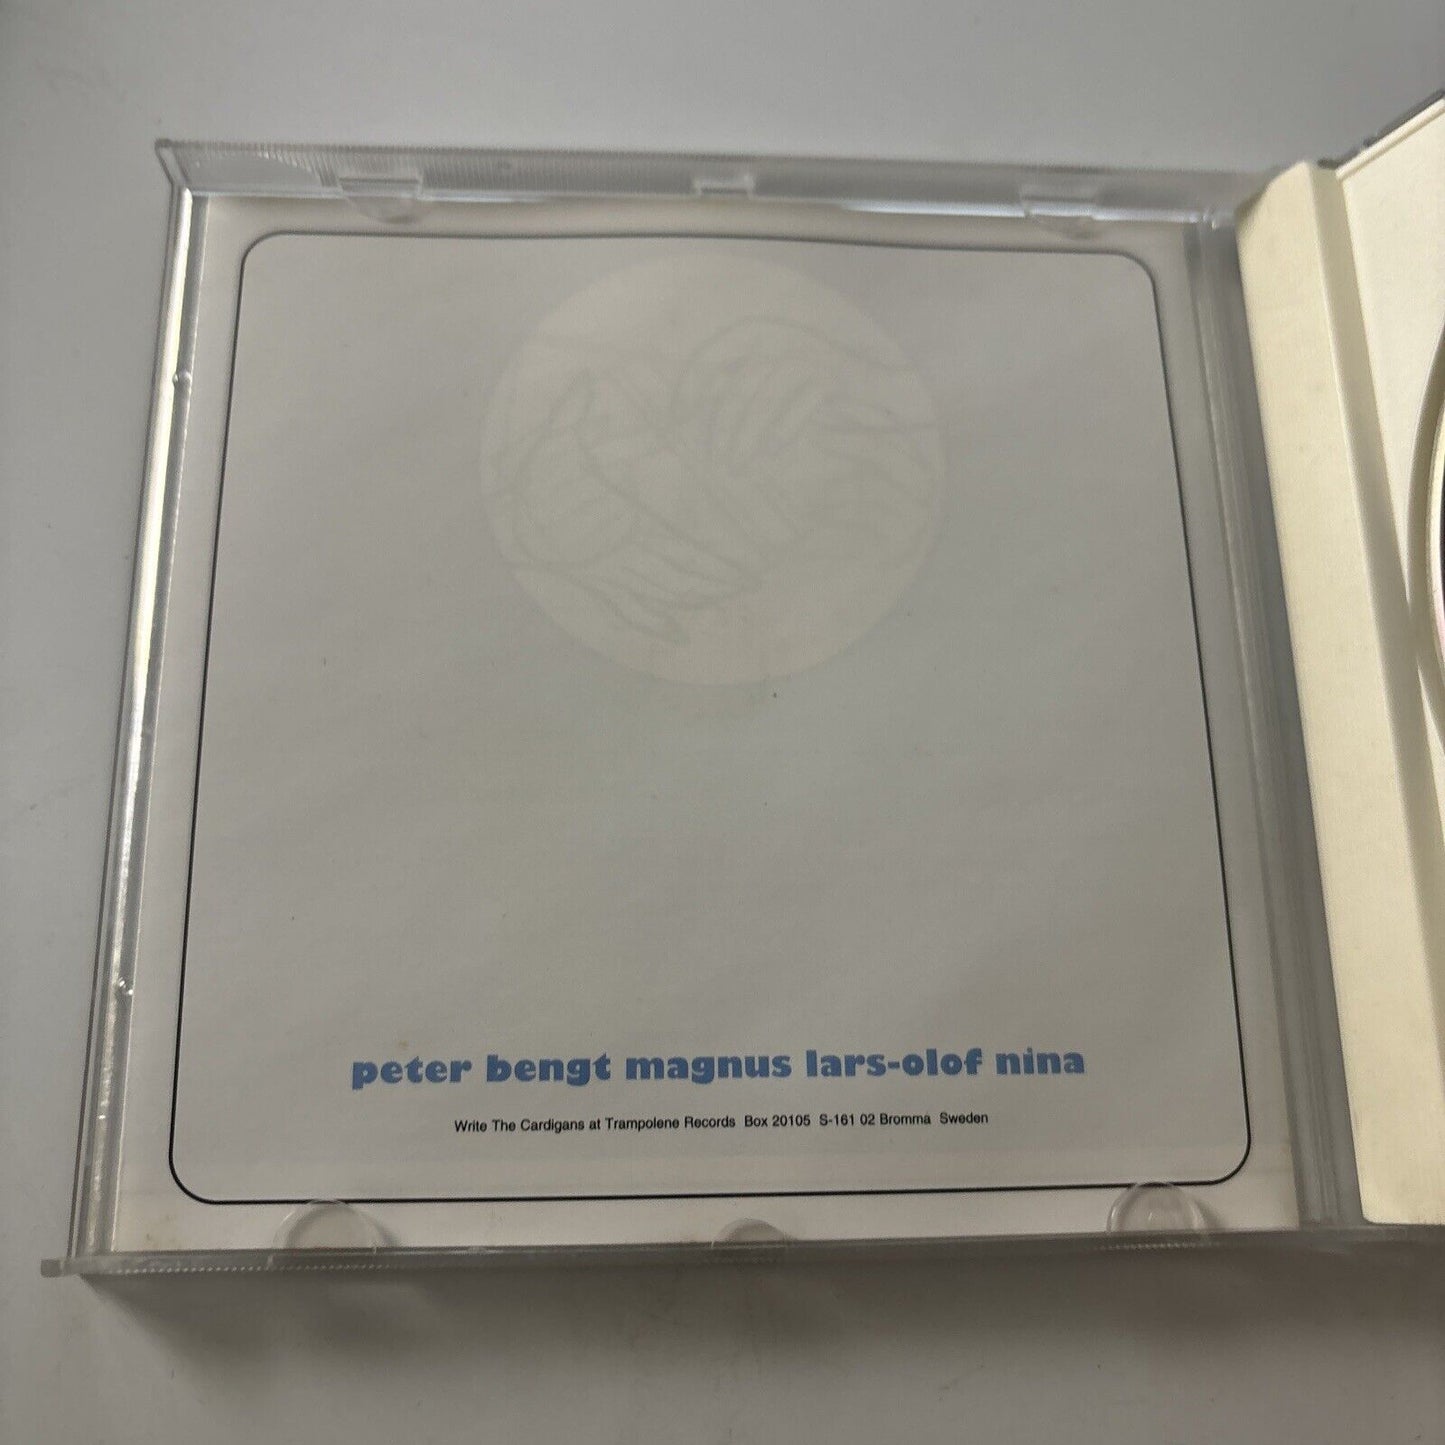 peter bengt magnus lars-olof nina
Write The Cardigans at Trampolene Records Box 20105 S-161 02 Bromma Sweden